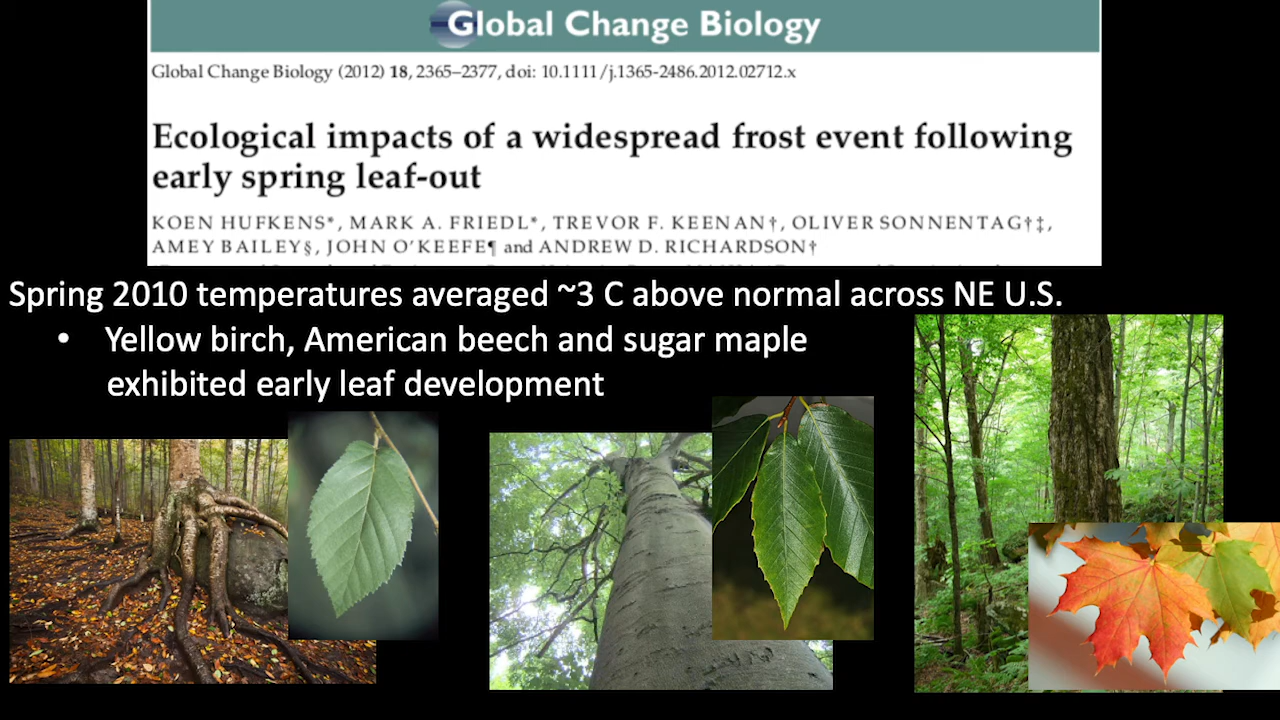 Global Change Biology
Global Change Biology (2012) 18, 2365–2377, doi: 10.1111/j.1365-2486.2012.02712.x
Ecological impacts of a widespread frost event following
early spring leaf-out
KOEN HUFKENS*, MARK A. FRIEDL*, TREVOR F. KEENAN†, OLIVER SONNENTAG†‡,
AMEY BAILEY§, JOHN O'KEEFE¶ and ANDREW D. RICHARDSON†
Spring 2010 temperatures averaged ~3 C above normal across NE U.S.
• Yellow birch, American beech and sugar maple
exhibited early leaf development